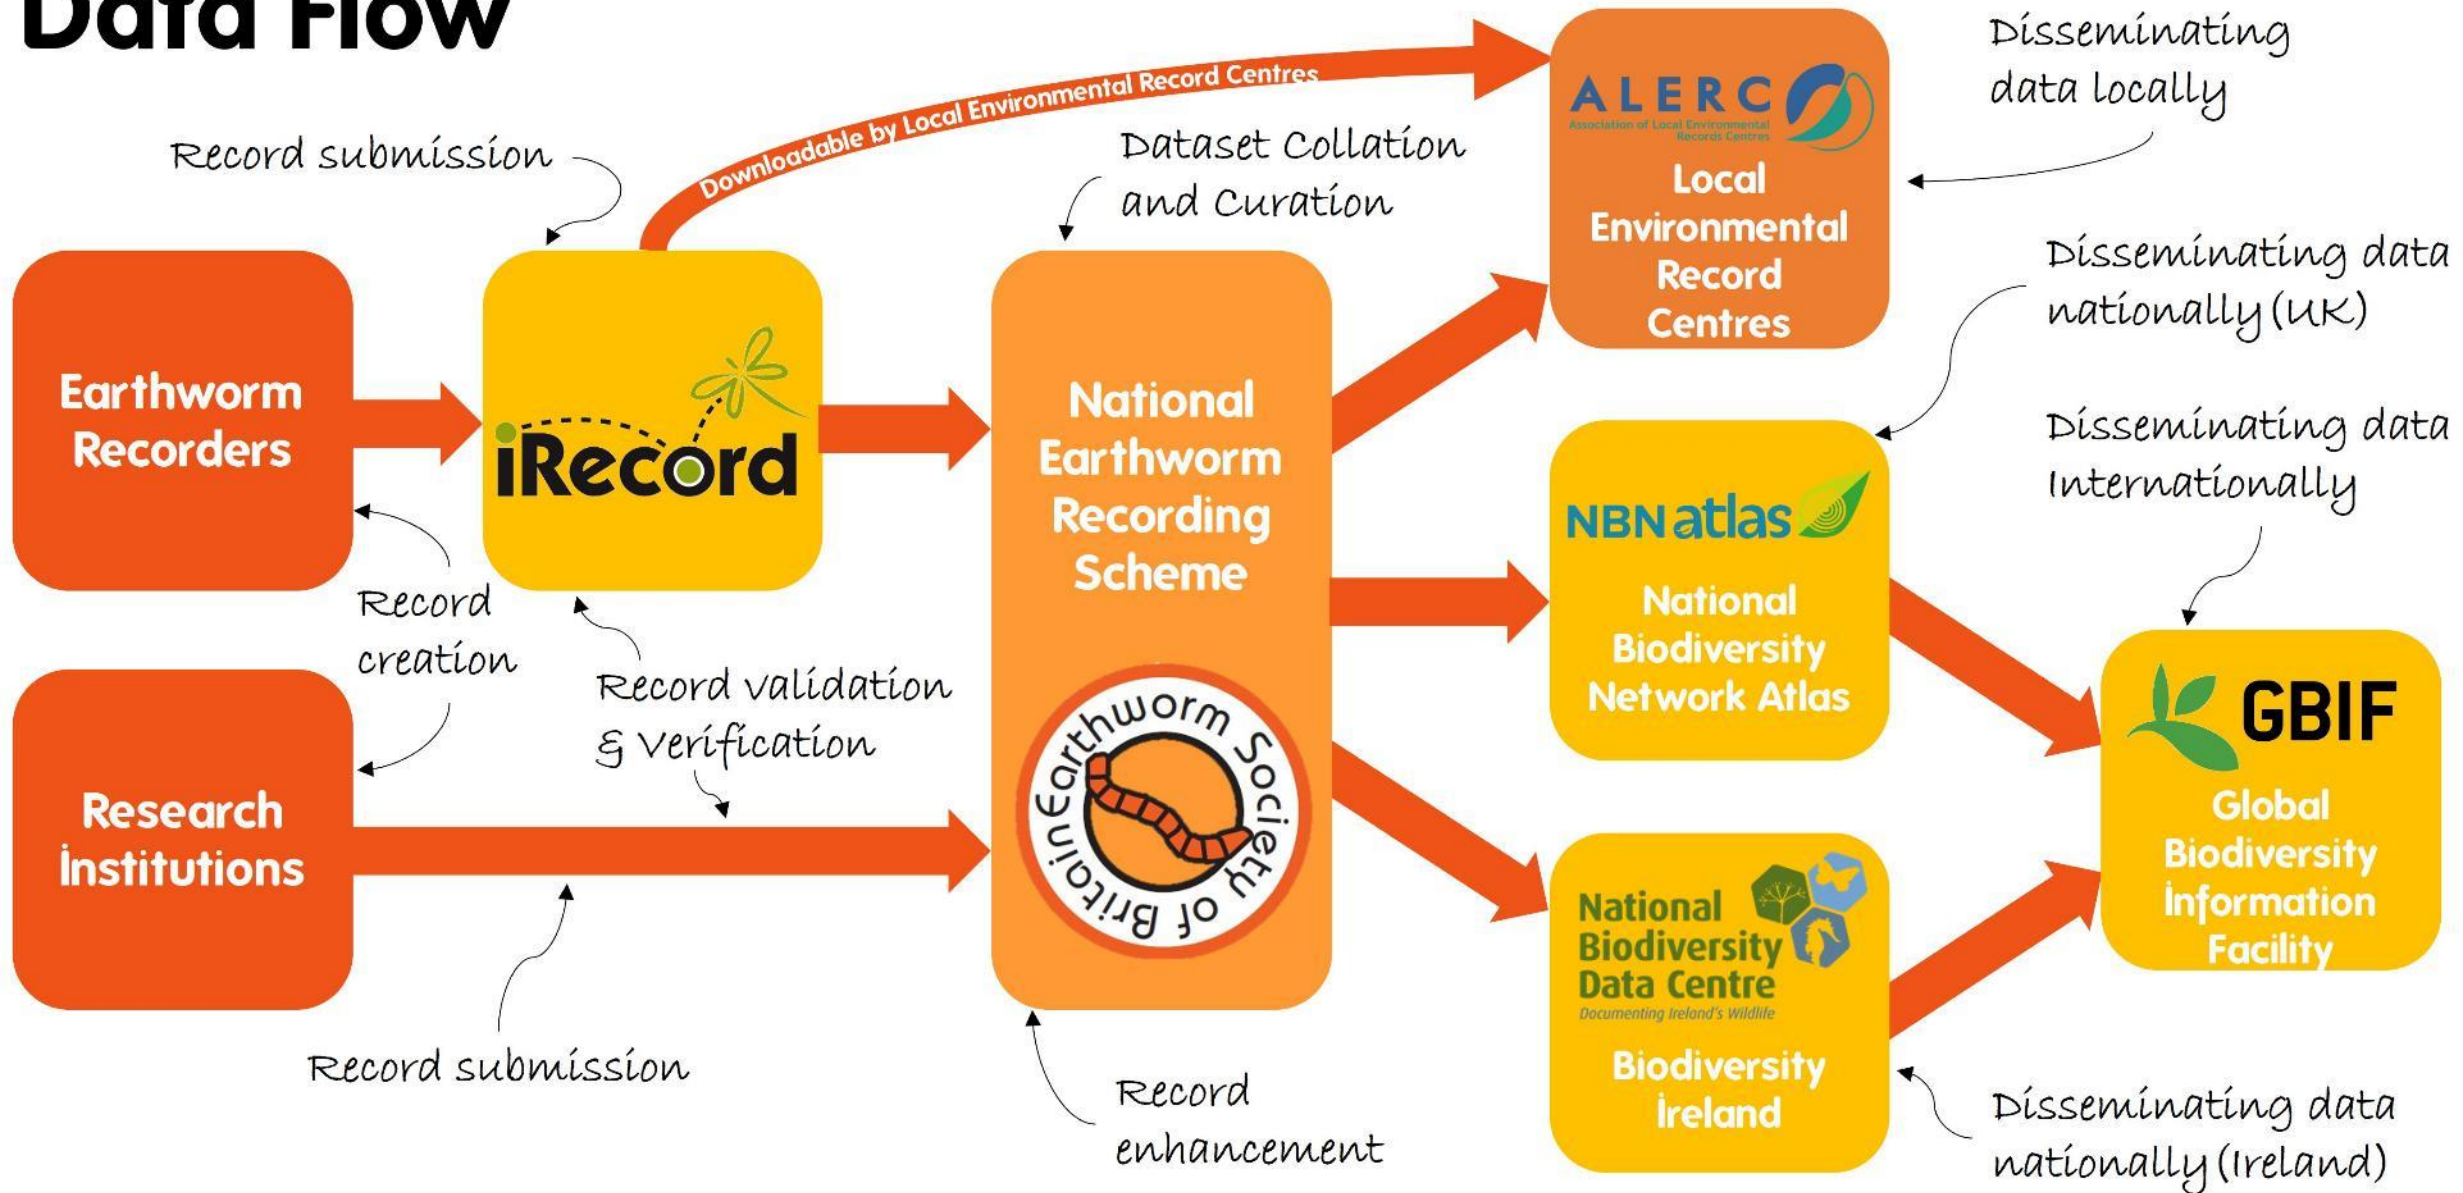 Data Flow
Record submission
Downloadable by Local Environmental Record Centres
Dataset Collation
and Curation
ALERC
Association of Local Environmental
Records Centres
Local
Environmental
Record
Centres
Disseminating
data locally
Earthworm
Recorders
iRecord
National
Earthworm
Recording
Scheme
Earthworm Society of Britain
Disseminating data
nationally (UK)
NBN atlas
National
Biodiversity
Network Atlas
Disseminating data
Internationally
Record
creation
Record validation
& Verification
Research
Institutions
Record submission
Record
enhancement
National
Biodiversity
Data Centre
Documenting Ireland's Wildlife
Biodiversity
Ireland
GBIF
Global
Biodiversity
Information
Facility
Disseminating data
nationally (Ireland)